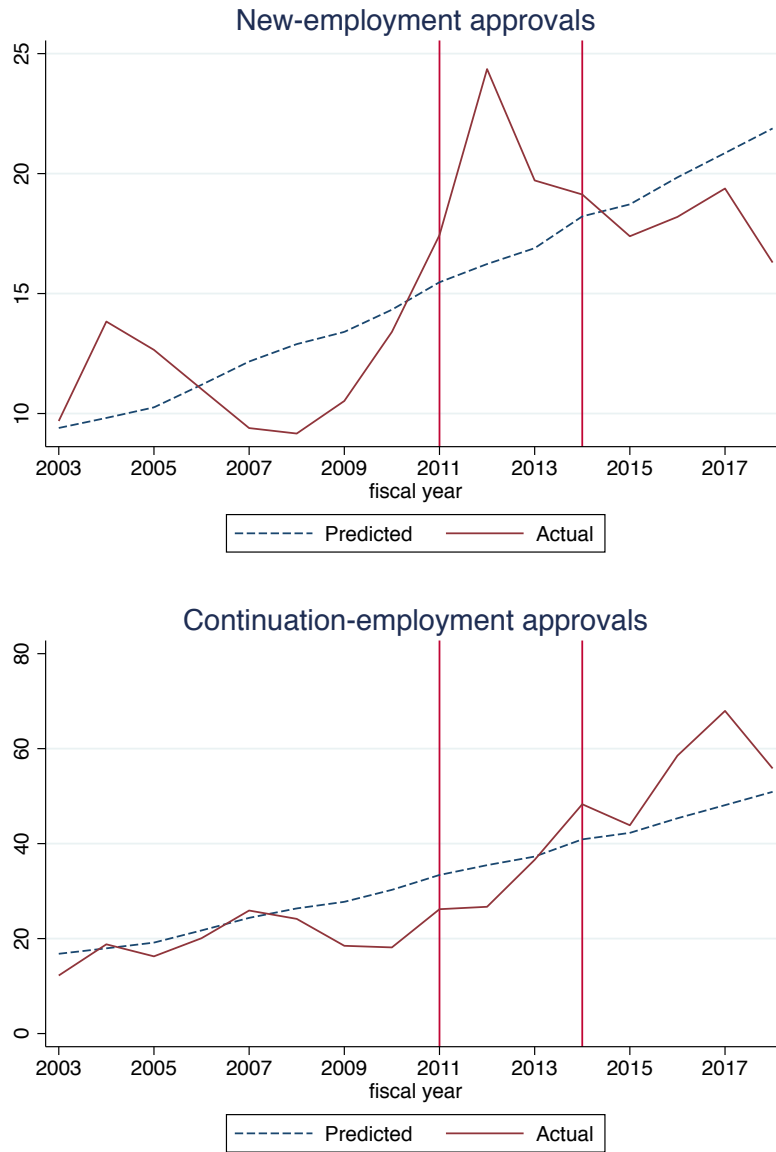 New-employment approvals
25
20
15
10
2003 2005 2007 2009 2011 2013 2015 2017
fiscal year
Predicted Actual
Continuation-employment approvals
80
60
40
20
0
2003 2005 2007 2009 2011 2013 2015 2017
fiscal year
Predicted Actual